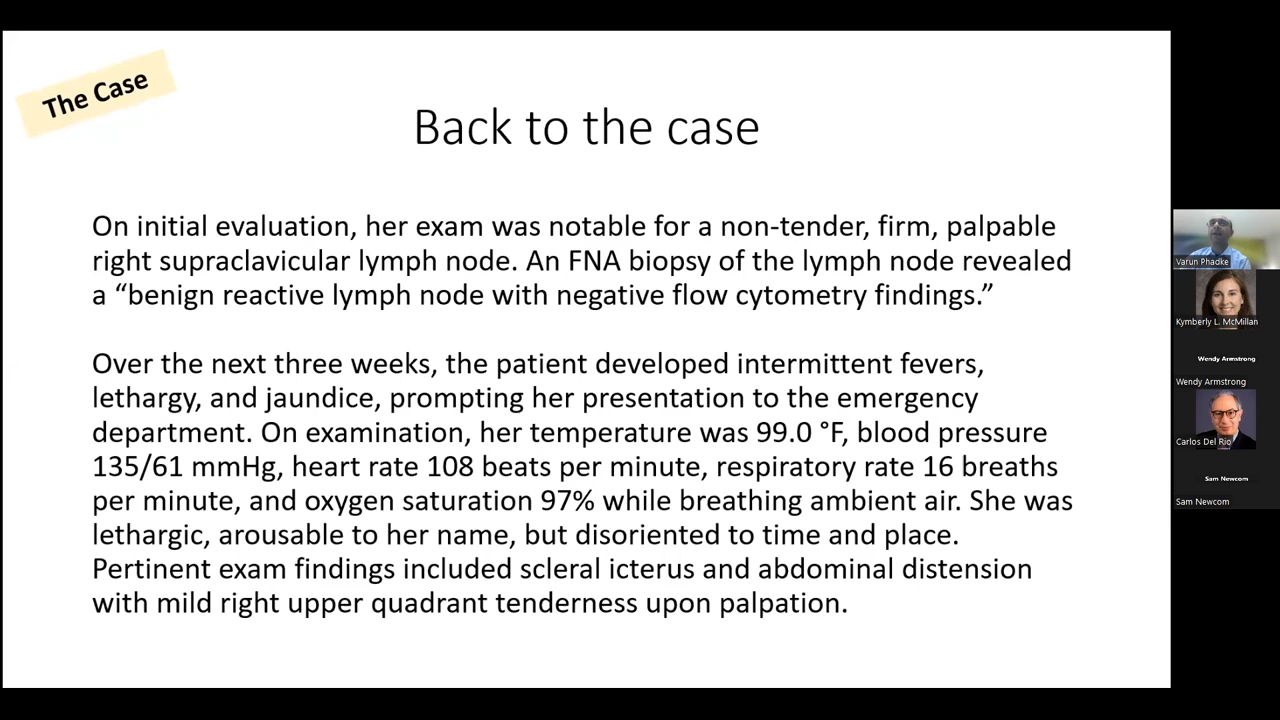 The Case
Back to the case
On initial evaluation, her exam was notable for a non-tender, firm, palpable
right supraclavicular lymph node. An FNA biopsy of the lymph node revealed
a “benign reactive lymph node with negative flow cytometry findings.”
Over the next three weeks, the patient developed intermittent fevers,
lethargy, and jaundice, prompting her presentation to the emergency
department. On examination, her temperature was 99.0 °F, blood pressure
135/61 mmHg, heart rate 108 beats per minute, respiratory rate 16 breaths
per minute, and oxygen saturation 97% while breathing ambient air. She was
lethargic, arousable to her name, but disoriented to time and place.
Pertinent exam findings included scleral icterus and abdominal distension
with mild right upper quadrant tenderness upon palpation.
Varun Phadke
Kymberly L. McMillan
Wendy Armstrong
Wendy Armstrong
Carlos Del Rio
Sam Newcom
Sam Newcom